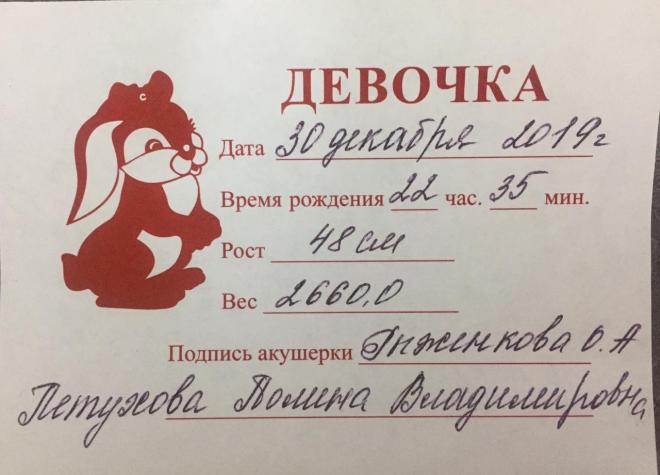 ДЕВОЧКА
Дата 30 декабря 2019г
Время рождения 22 час. 35 мин.
Рост 48 см
Вес 2660,0
Подпись акушерки О.А
Петухова Полина Владимировна